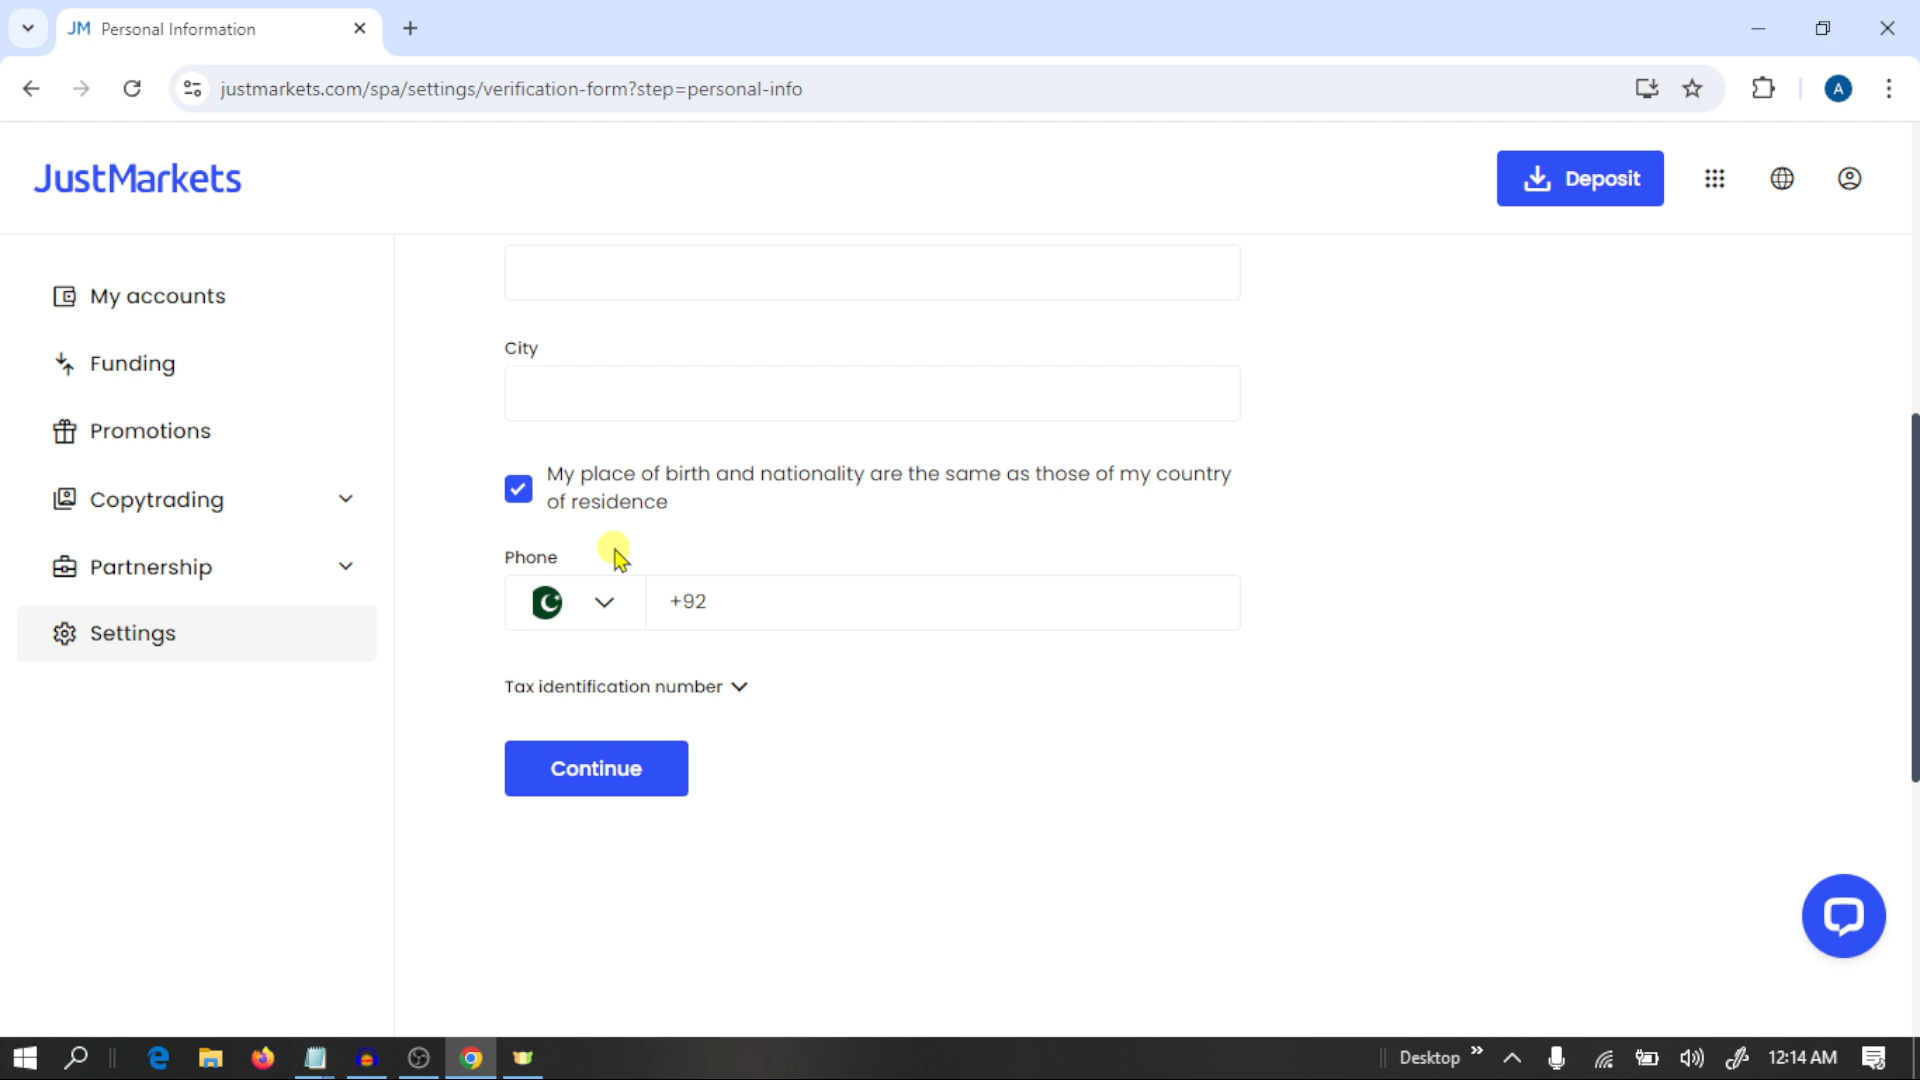 JM Personal Information
justmarkets.com/spa/settings/verification-form?step=personal-info
A
JustMarkets
Deposit
My accounts
Funding
Promotions
Copytrading
Partnership
Settings
City
My place of birth and nationality are the same as those of my country
of residence
Phone
+92
Tax identification number
Continue
Desktop
12:14 AM